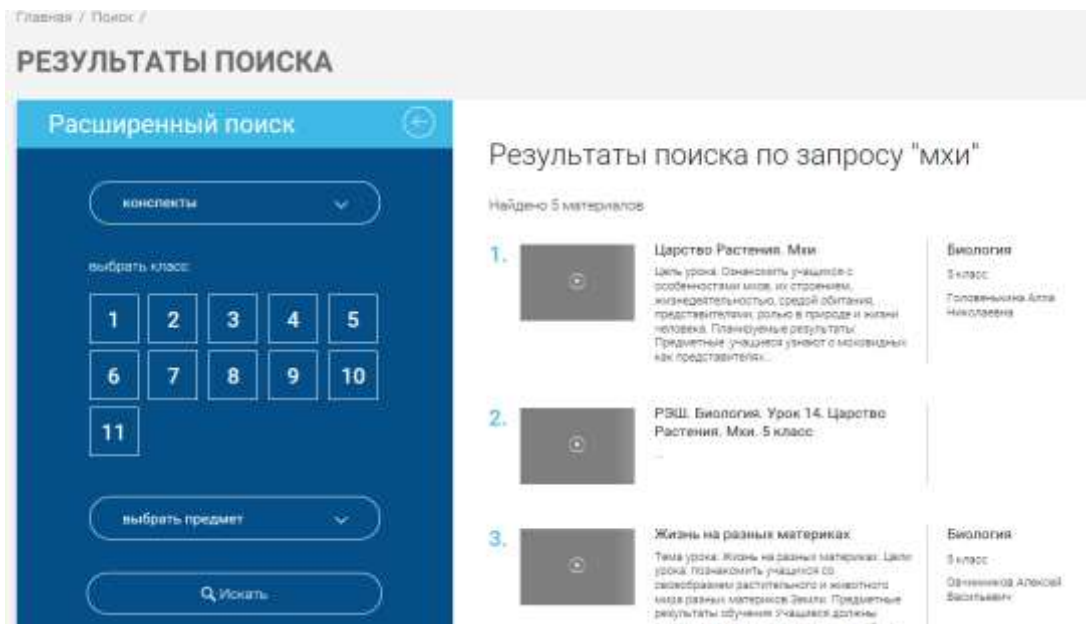 Главная / Поиск /
РЕЗУЛЬТАТЫ ПОИСКА
Расширенный поиск
конспекты
выбрать класс:
1 2 3 4 5
6 7 8 9 10
11
выбрать предмет
Искать
Результаты поиска по запросу "мхи"
Найдено 5 материалов
1.
Царство Растения. Мхи
Цель урока: Ознакомить учащихся с
особенностями мхов, их строением,
жизнедеятельностью, средой обитания,
представителями, ролью в природе и жизни
человека. Планируемые результаты:
Предметные: учащиеся узнают о моховидных
как представителях...
Биология
5 класс
Головенькина Алла
Николаевна
2.
РЭШ. Биология. Урок 14. Царство
Растения. Мхи. 5 класс
...
3.
Жизнь на разных материках
Тема урока: Жизнь на разных материках. Цели
урока: познакомить учащихся со
своеобразием растительного и животного
мира разных материков Земли. Предметные
результаты обучения Учащиеся должны
Биология
5 класс
Овчинников Алексей
Васильевич